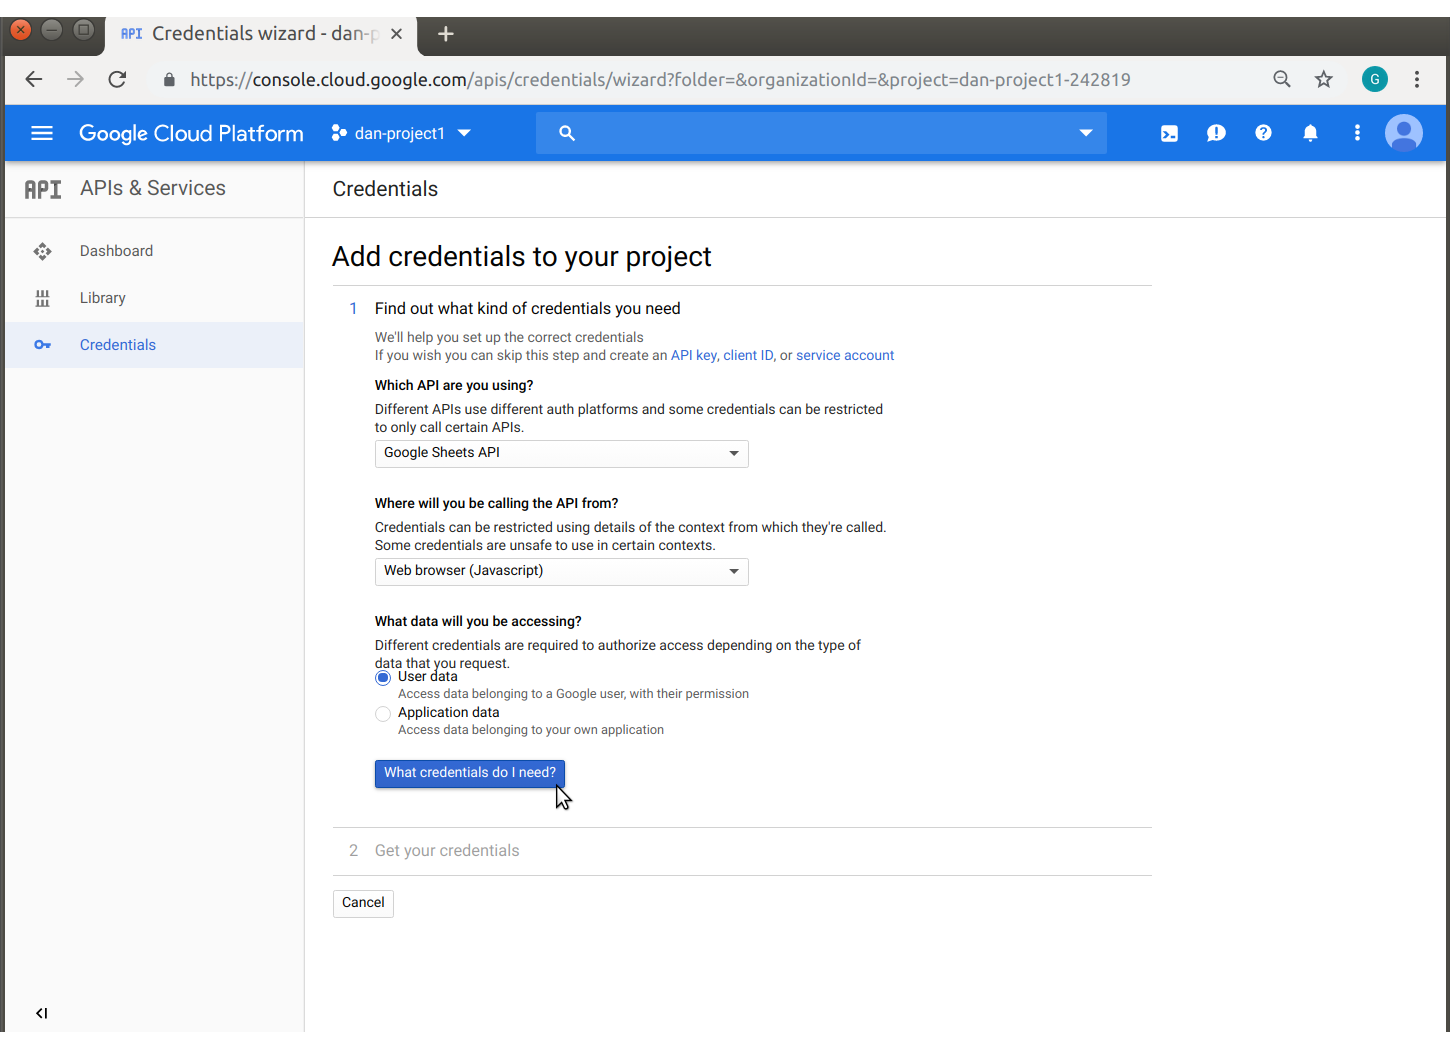 API Credentials wizard - dan-p
https://console.cloud.google.com/apis/credentials/wizard?folder=&organizationId=&project=dan-project1-242819
G
Google Cloud Platform
dan-project1
API APIs & Services
Credentials
Dashboard
Library
Credentials
Add credentials to your project
1 Find out what kind of credentials you need
We'll help you set up the correct credentials
If you wish you can skip this step and create an API key, client ID, or service account
Which API are you using?
Different APIs use different auth platforms and some credentials can be restricted
to only call certain APIs.
Google Sheets API
Where will you be calling the API from?
Credentials can be restricted using details of the context from which they're called.
Some credentials are unsafe to use in certain contexts.
Web browser (Javascript)
What data will you be accessing?
Different credentials are required to authorize access depending on the type of
data that you request.
User data
Access data belonging to a Google user, with their permission
Application data
Access data belonging to your own application
What credentials do I need?
2 Get your credentials
Cancel